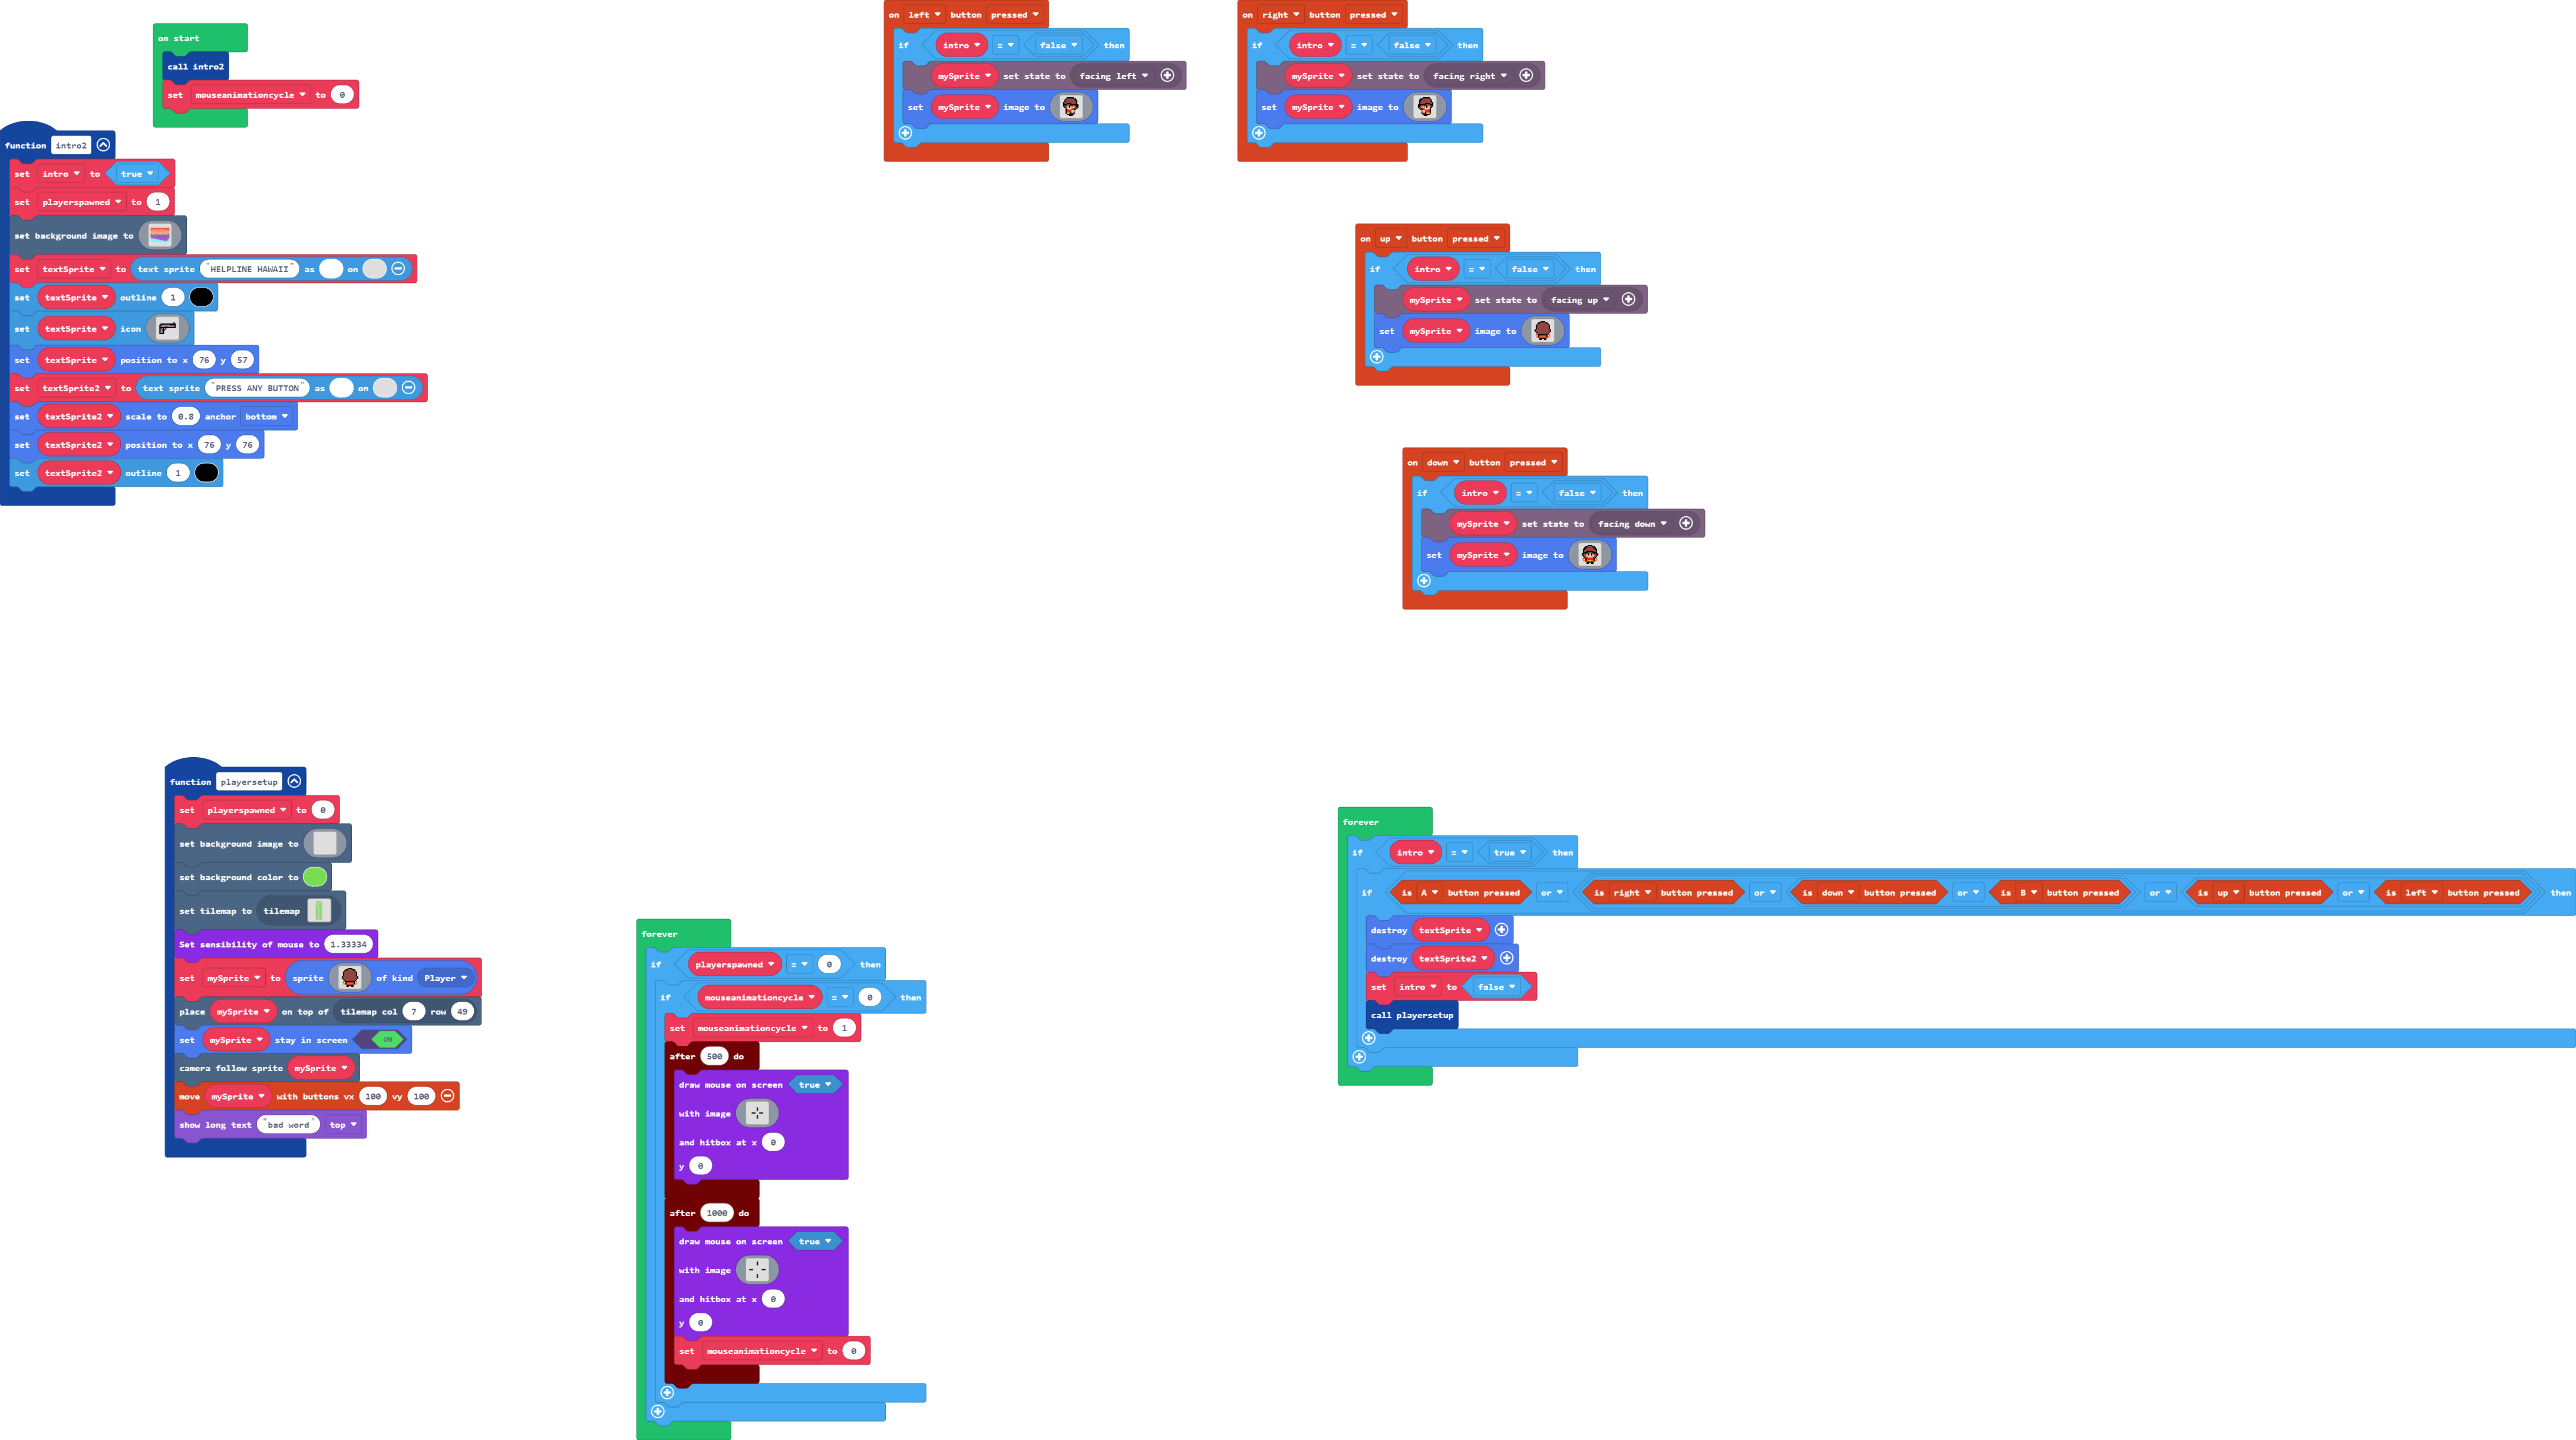 on start
call intro2
set mouseanimationcycle to 0
function intro2
set intro to true
set playerspawned to 1
set background image to
set textSprite to text sprite "HELPLINE HAWAII" as on
set textSprite outline 1
set textSprite icon
set textSprite position to x 76 y 57
set textSprite2 to text sprite "PRESS ANY BUTTON" as on
set textSprite2 scale to 0.8 anchor bottom
set textSprite2 position to x 76 y 76
set textSprite2 outline 1
on left button pressed
if intro = false then
mySprite set state to facing left
set mySprite image to
on right button pressed
if intro = false then
mySprite set state to facing right
set mySprite image to
on up button pressed
if intro = false then
mySprite set state to facing up
set mySprite image to
on down button pressed
if intro = false then
mySprite set state to facing down
set mySprite image to
function playersetup
set playerspawned to 0
set background image to
set background color to
set tilemap to tilemap
Set sensibility of mouse to 1.33334
set mySprite to sprite of kind Player
place mySprite on top of tilemap col 7 row 49
set mySprite stay in screen ON
camera follow sprite mySprite
move mySprite with buttons vx 100 vy 100
show long text "bad word" top
forever
if playerspawned = 0 then
if mouseanimationcycle = 0 then
set mouseanimationcycle to 1
after 500 do
draw mouse on screen true
with image
and hitbox at x 0
y 0
after 1000 do
draw mouse on screen true
with image
and hitbox at x 0
y 0
set mouseanimationcycle to 0
forever
if intro = true then
if is A button pressed or is right button pressed or is down button pressed or is B button pressed or is up button pressed or is left button pressed then
destroy textSprite
destroy textSprite2
set intro to false
call playersetup